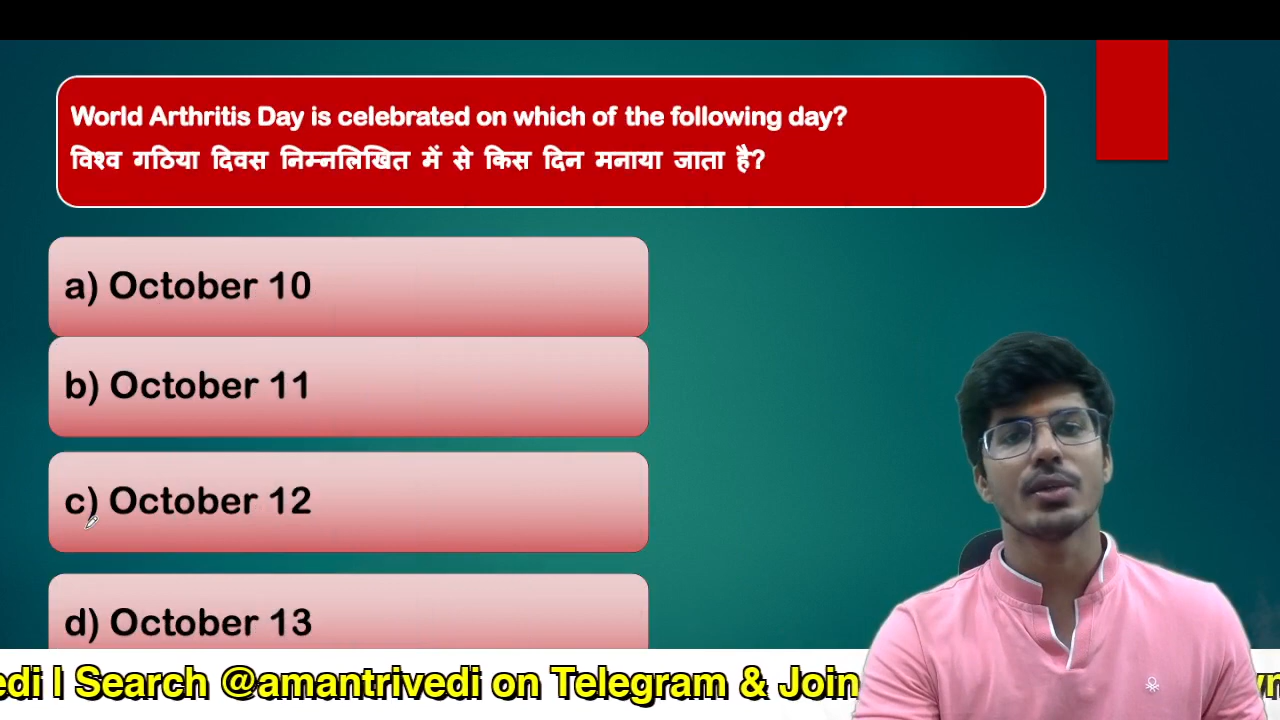 World Arthritis Day is celebrated on which of the following day?
विश्व गठिया दिवस निम्नलिखित में से किस दिन मनाया जाता है?
a) October 10
b) October 11
c) October 12
d) October 13
edi | Search @amantrivedi on Telegram & Join